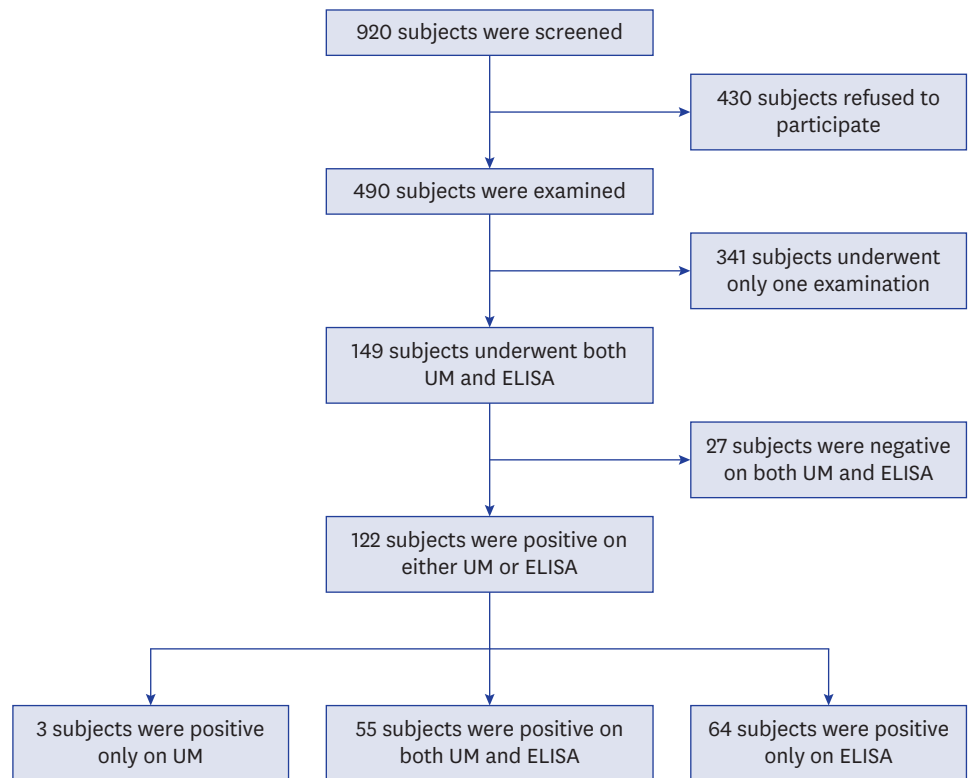 920 subjects were screened
430 subjects refused to
participate
490 subjects were examined
341 subjects underwent
only one examination
149 subjects underwent both
UM and ELISA
27 subjects were negative
on both UM and ELISA
122 subjects were positive on
either UM or ELISA
3 subjects were positive
only on UM
55 subjects were positive on
both UM and ELISA
64 subjects were positive
only on ELISA